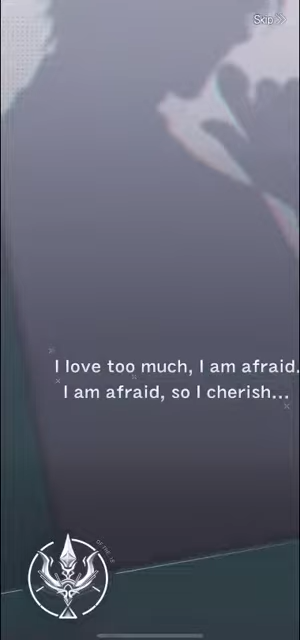 Skip
I love too much, I am afraid.
I am afraid, so I cherish...